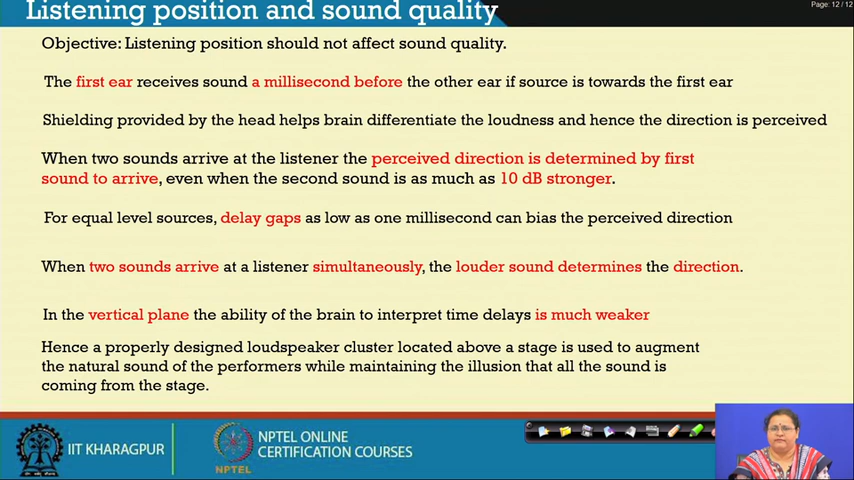 Page: 12 / 12
Listening position and sound quality
Objective: Listening position should not affect sound quality.
The first ear receives sound a millisecond before the other ear if source is towards the first ear
Shielding provided by the head helps brain differentiate the loudness and hence the direction is perceived
When two sounds arrive at the listener the perceived direction is determined by first
sound to arrive, even when the second sound is as much as 10 dB stronger.
For equal level sources, delay gaps as low as one millisecond can bias the perceived direction
When two sounds arrive at a listener simultaneously, the louder sound determines the direction.
In the vertical plane the ability of the brain to interpret time delays is much weaker
Hence a properly designed loudspeaker cluster located above a stage is used to augment
the natural sound of the performers while maintaining the illusion that all the sound is
coming from the stage.
IIT KHARAGPUR
NPTEL
NPTEL ONLINE
CERTIFICATION COURSES